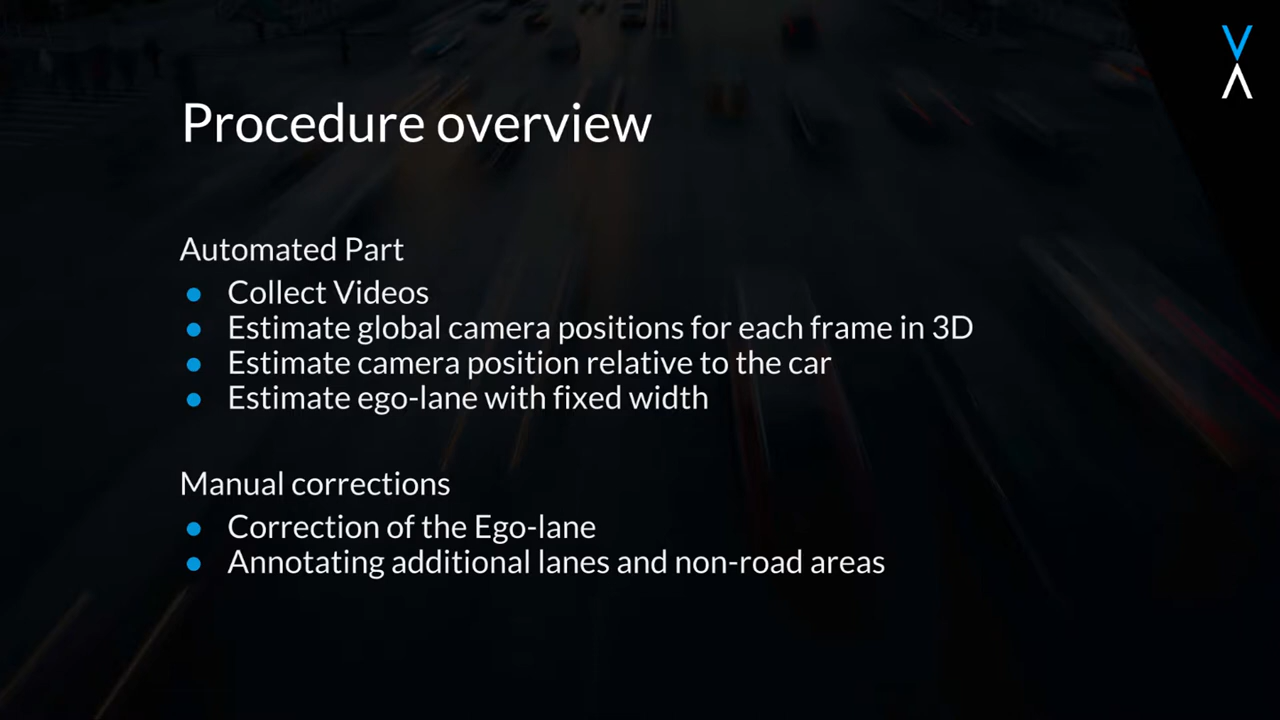 Procedure overview
Automated Part
● Collect Videos
● Estimate global camera positions for each frame in 3D
● Estimate camera position relative to the car
● Estimate ego-lane with fixed width
Manual corrections
● Correction of the Ego-lane
● Annotating additional lanes and non-road areas